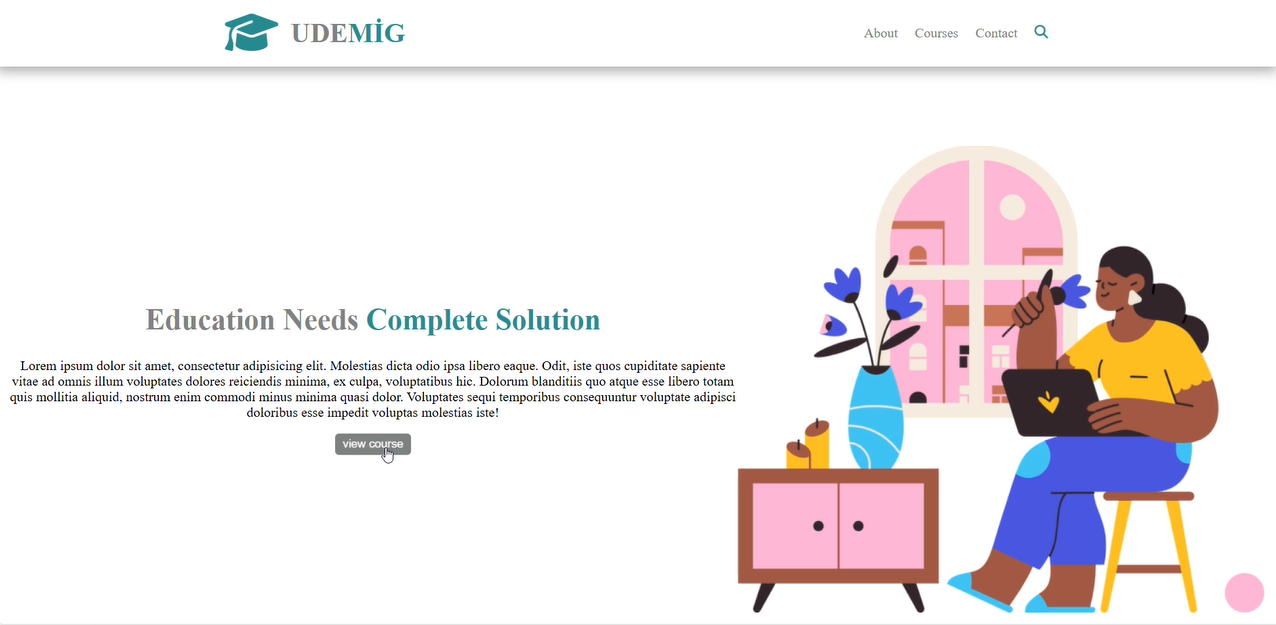 UDEMİG
About Courses Contact
Education Needs Complete Solution
Lorem ipsum dolor sit amet, consectetur adipisicing elit. Molestias dicta odio ipsa libero eaque. Odit, iste quos cupiditate sapiente
vitae ad omnis illum voluptates dolores reiciendis minima, ex culpa, voluptatibus hic. Dolorum blanditiis quo atque esse libero totam
quis mollitia aliquid, nostrum enim commodi minus minima quasi dolor. Voluptates sequi temporibus consequuntur voluptate adipisci
doloribus esse impedit voluptas molestias iste!
view course